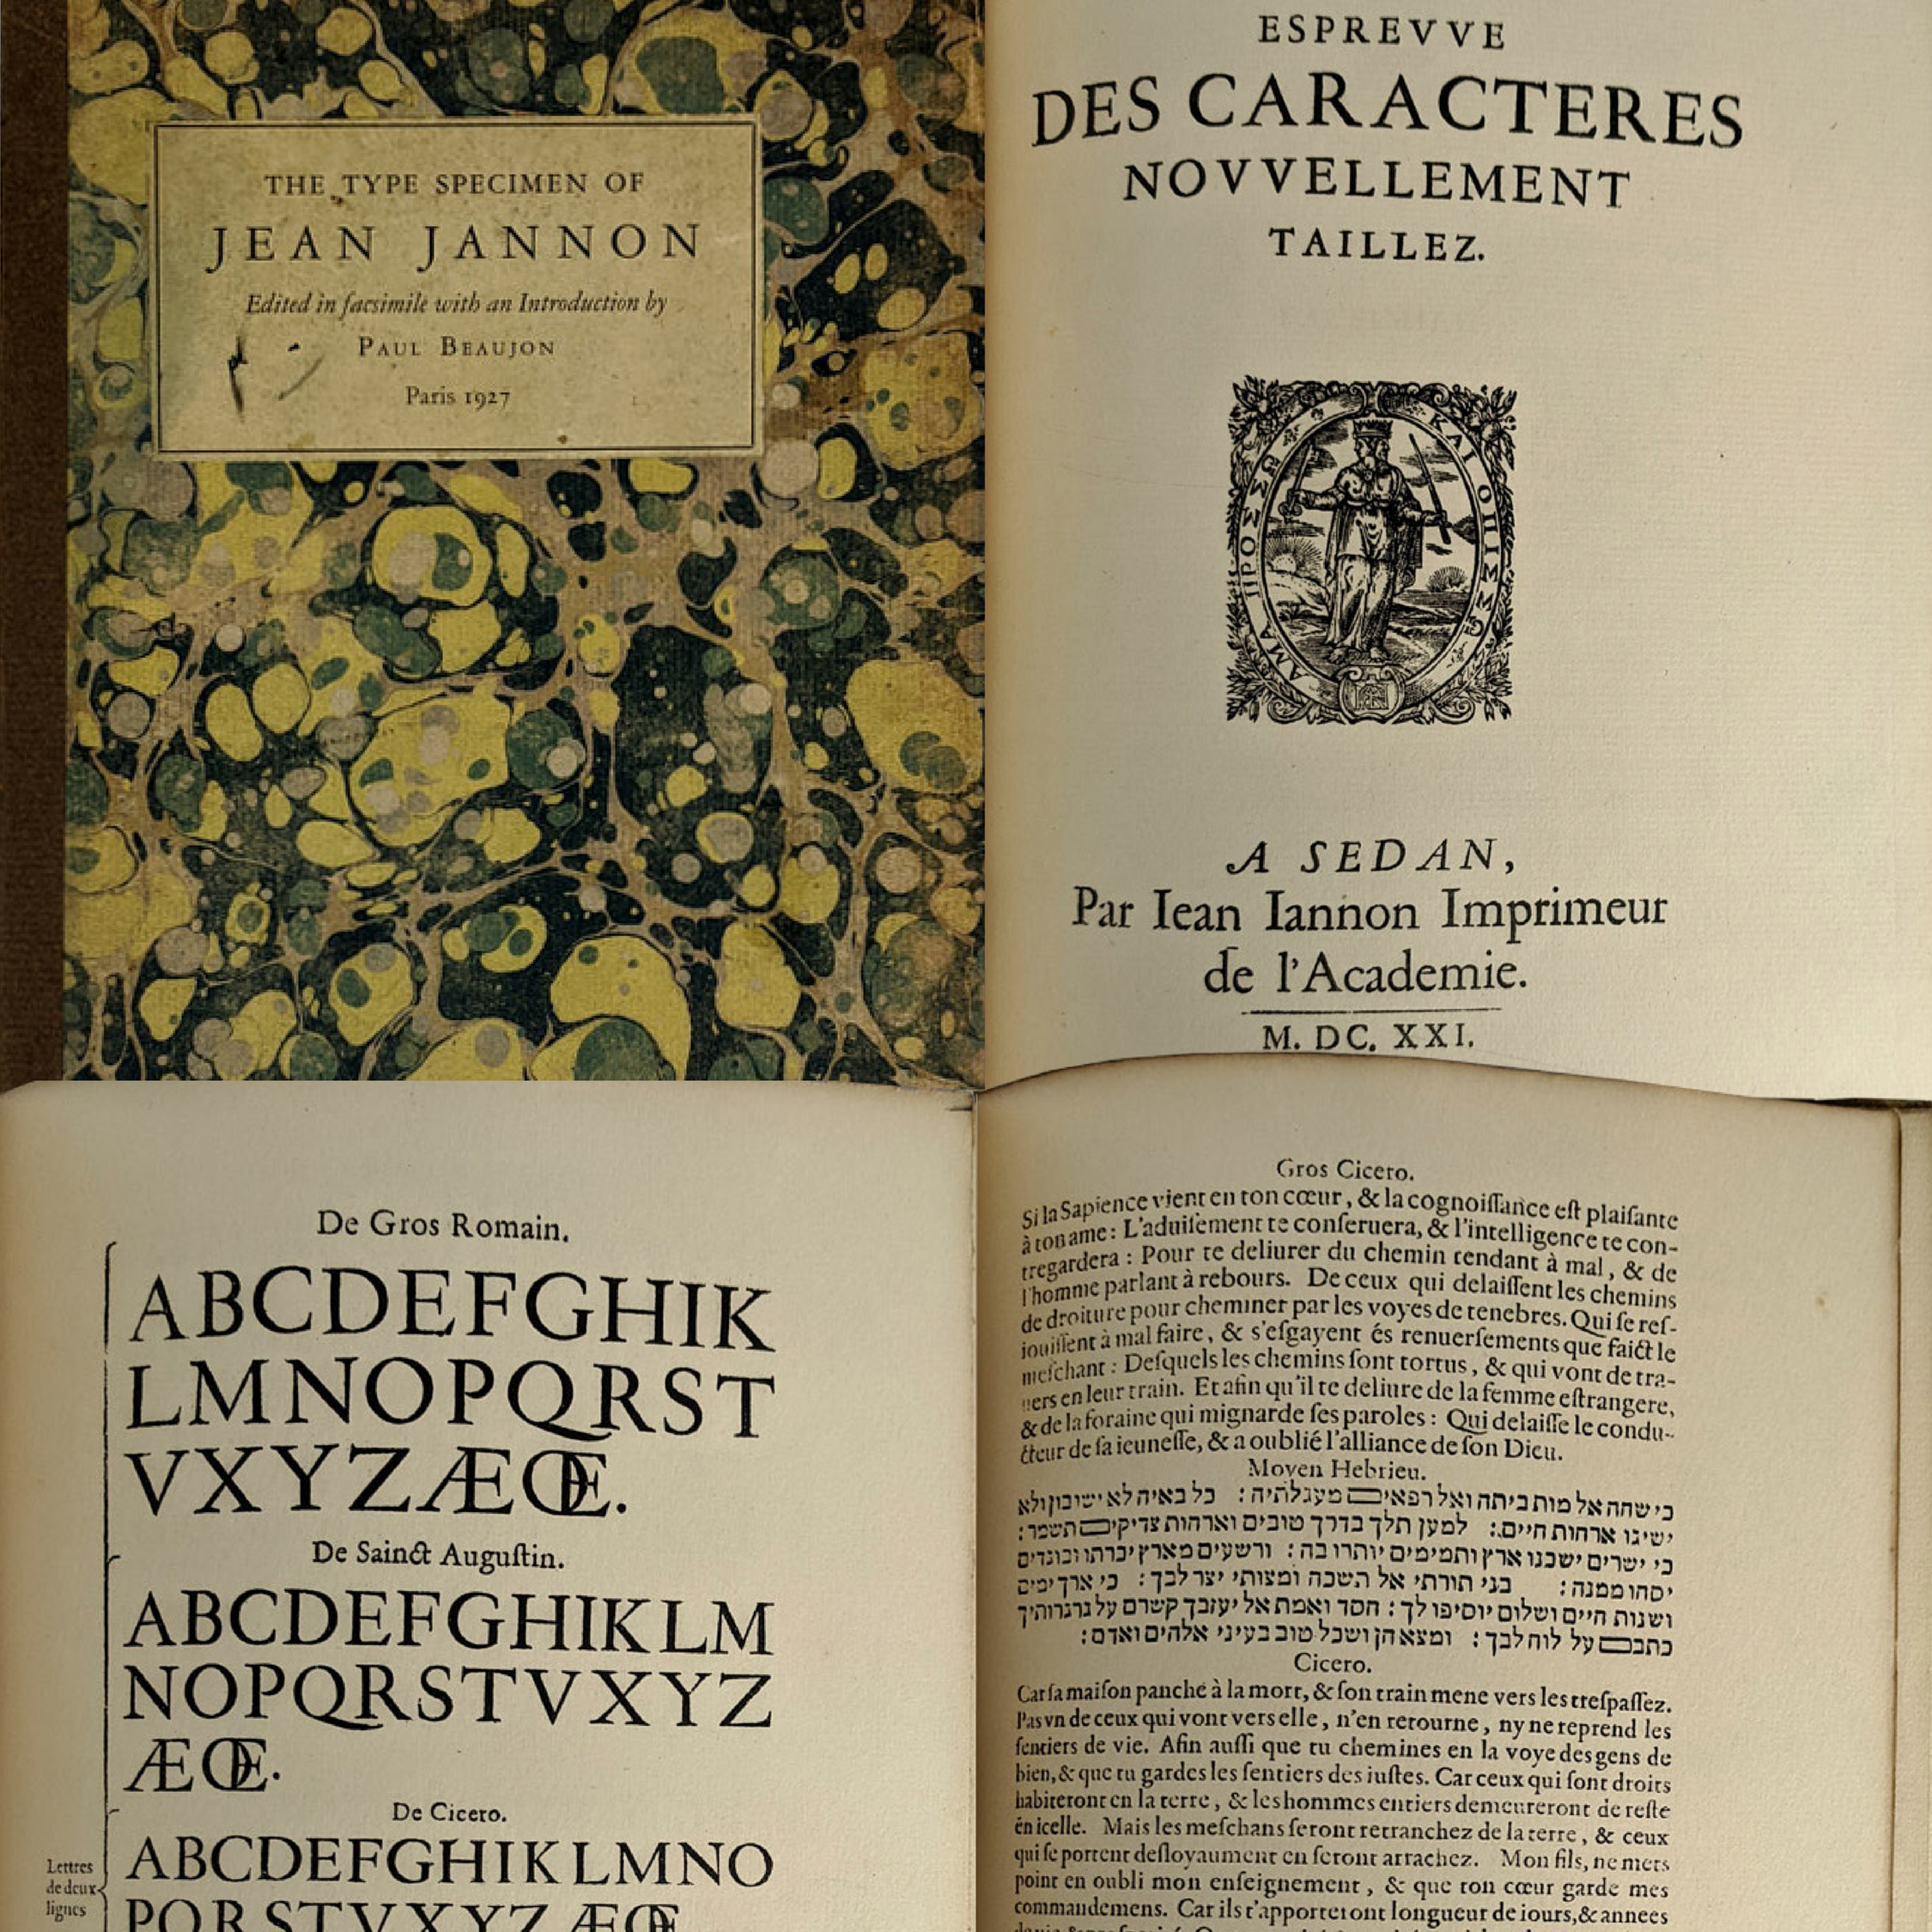 THE TYPE SPECIMEN OF
JEAN JANNON
Edited in facsimile with an Introduction by
PAUL BEAUJON
Paris 1927
ESPREVVE
DES CARACTERES
NOVVELLEMENT
TAILLEZ.
ΑΜΑ ΠΡΟΣΣΩ ΚΑΙ ΟΠΙΣΣΩ
A SEDAN,
Par Iean Iannon Imprimeur
de l'Academie.
M. DC. XXI.
De Gros Romain.
ABCDEFGHIK
LMNOPQRST
VXYZÆŒ.
De Sainct Auguſtin.
ABCDEFGHIKLM
NOPQRSTVXYZ
ÆŒ.
De Cicero.
Lettres
de deux
lignes
ABCDEFGHIKLMNO
PQRSTVXYZÆŒ
Gros Cicero.
Si la Sapience vient en ton cœur, & la cognoiſſance eſt plaiſante
à ton ame: L'aduiſement te conſeruera, & l'intelligence te con-
tregardera: Pour te deliurer du chemin tendant à mal, & de
l'homme parlant à rebours. De ceux qui delaiſſent les chemins
de droiture pour cheminer par les voyes de tenebres. Qui ſe reſ-
iouiſſent à mal faire, & s'eſgayent és renuerſements que faict le
meſchant: Deſquels les chemins ſont tortus, & qui vont de tra-
uers en leur train. Et afin qu'il te deliure de la femme eſtrangere,
& de la foraine qui mignarde ſes paroles: Qui delaiſſe le condu-
cteur de ſa ieuneſſe, & a oublié l'alliance de ſon Dieu.
Moyen Hebrieu.
כי שחה אל מות ביתה ואל רפאים מעגלתיה: כל באיה לא ישובון ולא
ישיגו ארחות חיים: למען תלך בדרך טובים וארהות צדיקים תשמר:
כי ישרים ישכנו ארץ ותמימים יותרו בה: ורשעים מארץ יכרתו ובוגדים
יסחו ממנה: בני תורתי אל תשכה ומצותי יצר לבך: כי ארך ימים
ושנות חיים ושלום יוסיפו לך: חסד ואמת אל יעזבך קשרם על גרגרותיך
כתבם על לוח לבך: ומצא הן ושכל טוב בעיני אלהים ואדם:
Cicero.
Car ſa maiſon panche à la mort, & ſon train mene vers les treſpaſſez.
Pas vn de ceux qui vont vers elle, n'en retourne, ny ne reprend les
ſentiers de vie. Afin auſſi que tu chemines en la voye des gens de
bien, & que tu gardes les ſentiers des iuſtes. Car ceux qui ſont droits
habiteront en la terre, & les hommes entiers demeureront de reſte
en icelle. Mais les meſchans ſeront retranchez de la terre, & ceux
qui ſe portent deſloyaument en ſeront arrachez. Mon fils, ne mets
point en oubli mon enſeignement, & que ton cœur garde mes
commandemens. Car ils t'apporteront longueur de iours, & annees